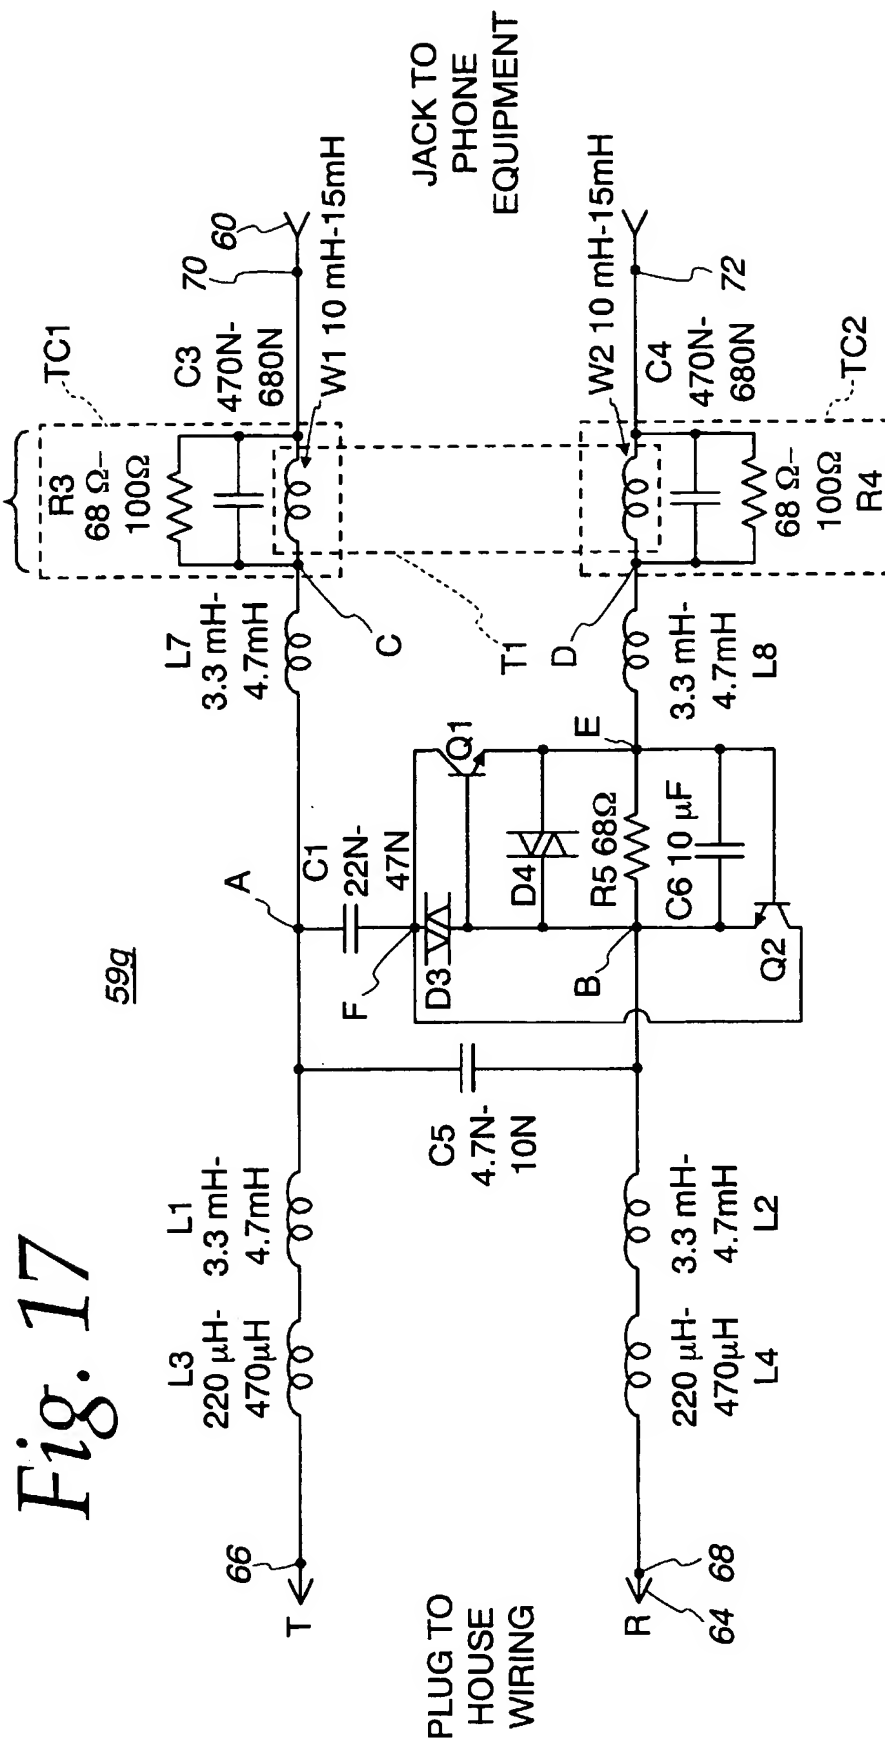 Fig. 17
59g
PLUG TO
HOUSE
WIRING
T
66
R
64
68
L3
220 µH-
470µH
L1
3.3 mH-
4.7mH
220 µH-
470µH
L4
3.3 mH-
4.7mH
L2
C5
4.7N-
10N
A
C1
22N-
47N
F
D3
Q1
D4
B
E
R5 68Ω
C6 10 µF
Q2
L7
3.3 mH-
4.7mH
C
T1
D
3.3 mH-
4.7mH
L8
R3
68 Ω–
100Ω
TC1
C3
470N-
680N
W1 10 mH-15mH
70
60
W2 10 mH-15mH
C4
470N-
680N
72
68 Ω–
100Ω
R4
TC2
JACK TO
PHONE
EQUIPMENT